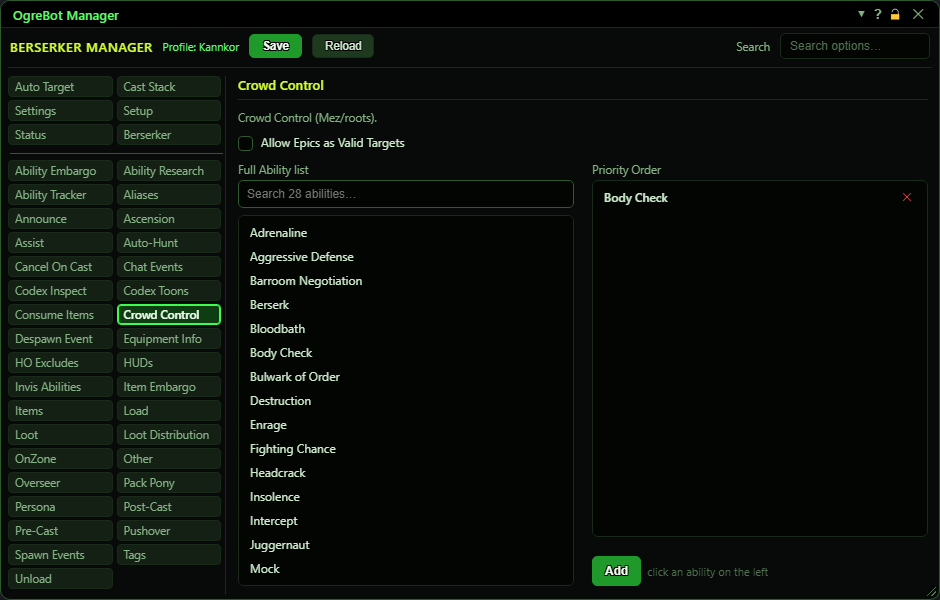 OgreBot Manager
?
BERSERKER MANAGER Profile: Kannkor Save Reload Search Search options...
Auto Target Cast Stack
Settings Setup
Status Berserker
Ability Embargo Ability Research
Ability Tracker Aliases
Announce Ascension
Assist Auto-Hunt
Cancel On Cast Chat Events
Codex Inspect Codex Toons
Consume Items Crowd Control
Despawn Event Equipment Info
HO Excludes HUDs
Invis Abilities Item Embargo
Items Load
Loot Loot Distribution
OnZone Other
Overseer Pack Pony
Persona Post-Cast
Pre-Cast Pushover
Spawn Events Tags
Unload
Crowd Control
Crowd Control (Mez/roots).
Allow Epics as Valid Targets
Full Ability list
Search 28 abilities...
Adrenaline
Aggressive Defense
Barroom Negotiation
Berserk
Bloodbath
Body Check
Bulwark of Order
Destruction
Enrage
Fighting Chance
Headcrack
Insolence
Intercept
Juggernaut
Mock
Priority Order
Body Check
Add click an ability on the left